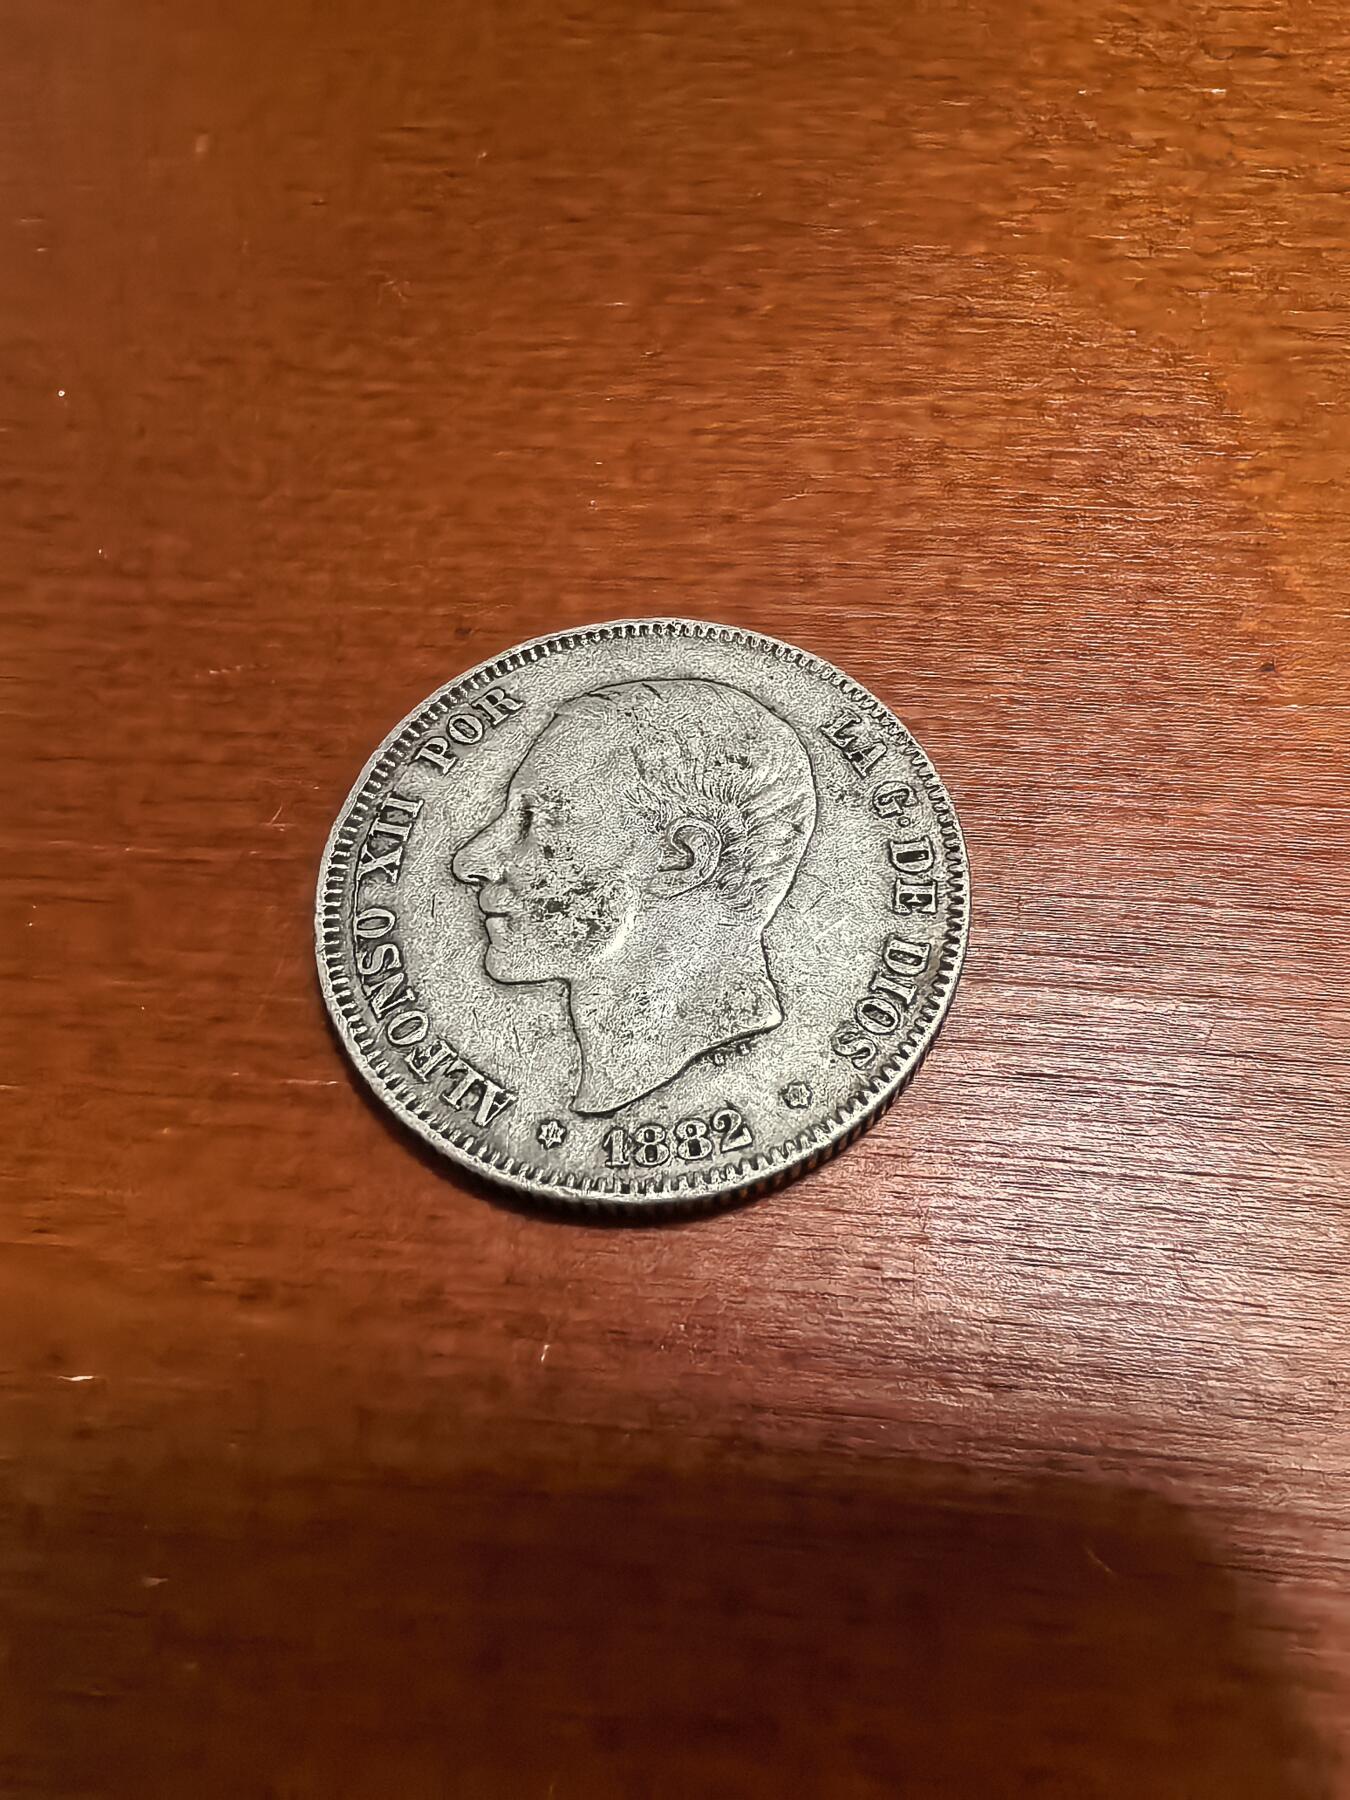 ALFONSO XII POR LA G. DE DIOS
1882